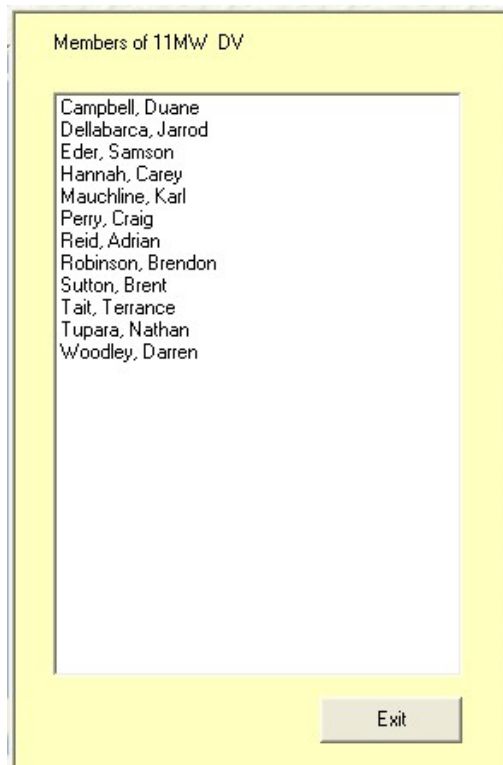 Members of 11MW  DV
Campbell, Duane
Dellabarca, Jarrod
Eder, Samson
Hannah, Carey
Mauchline, Karl
Perry, Craig
Reid, Adrian
Robinson, Brendon
Sutton, Brent
Tait, Terrance
Tupara, Nathan
Woodley, Darren
Exit